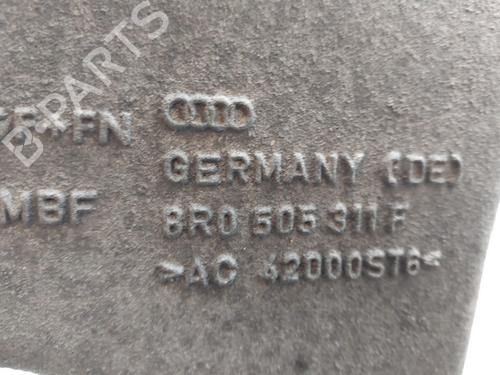 B-PARTS
FN
GERMANY (DE)
MBF
8R0 505 311 F
>AC 42000ST6<